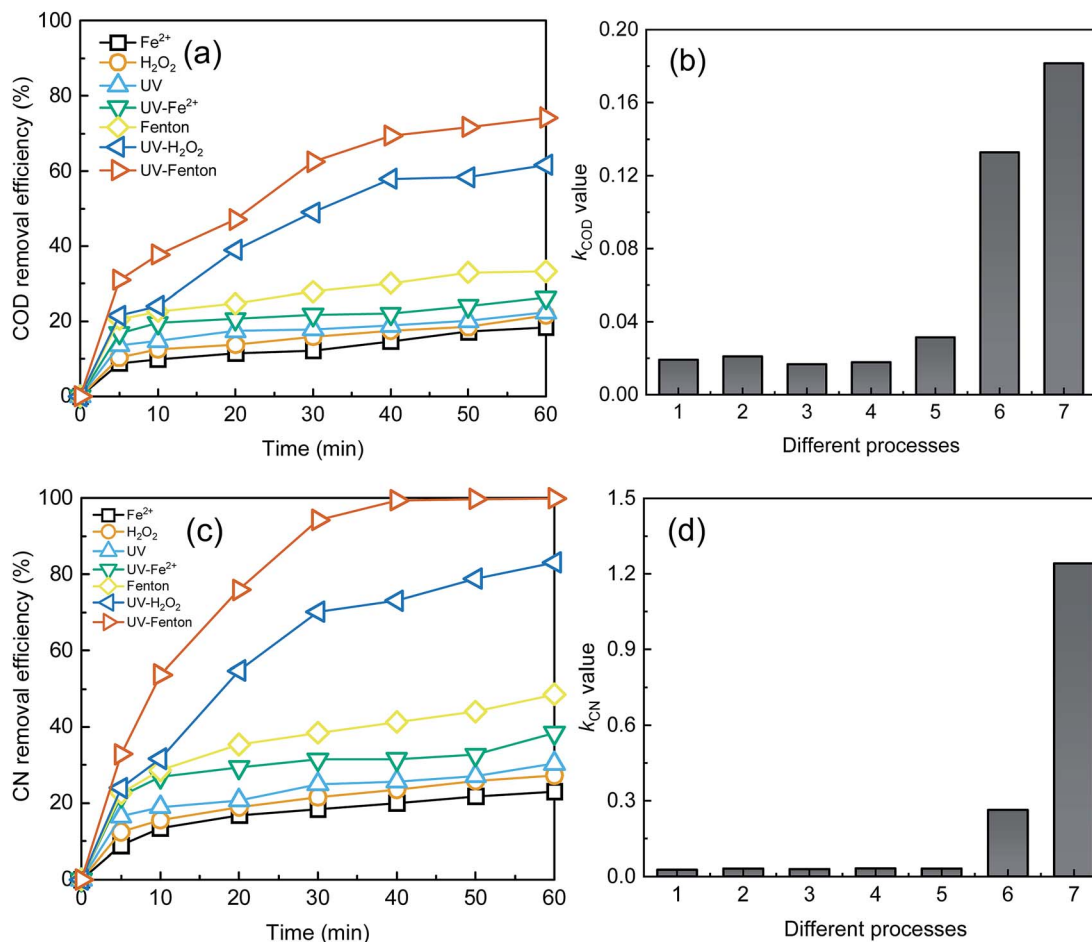 (a)
COD removal efficiency (%)
100
80
60
40
20
0
Fe²⁺
H₂O₂
UV
UV-Fe²⁺
Fenton
UV-H₂O₂
UV-Fenton
0 10 20 30 40 50 60
Time (min)
(b)
k_COD value
0.20
0.16
0.12
0.08
0.04
0.00
1 2 3 4 5 6 7
Different processes
(c)
CN removal efficiency (%)
100
80
60
40
20
0
Fe²⁺
H₂O₂
UV
UV-Fe²⁺
Fenton
UV-H₂O₂
UV-Fenton
0 10 20 30 40 50 60
Time (min)
(d)
k_CN value
1.5
1.2
0.9
0.6
0.3
0.0
1 2 3 4 5 6 7
Different processes